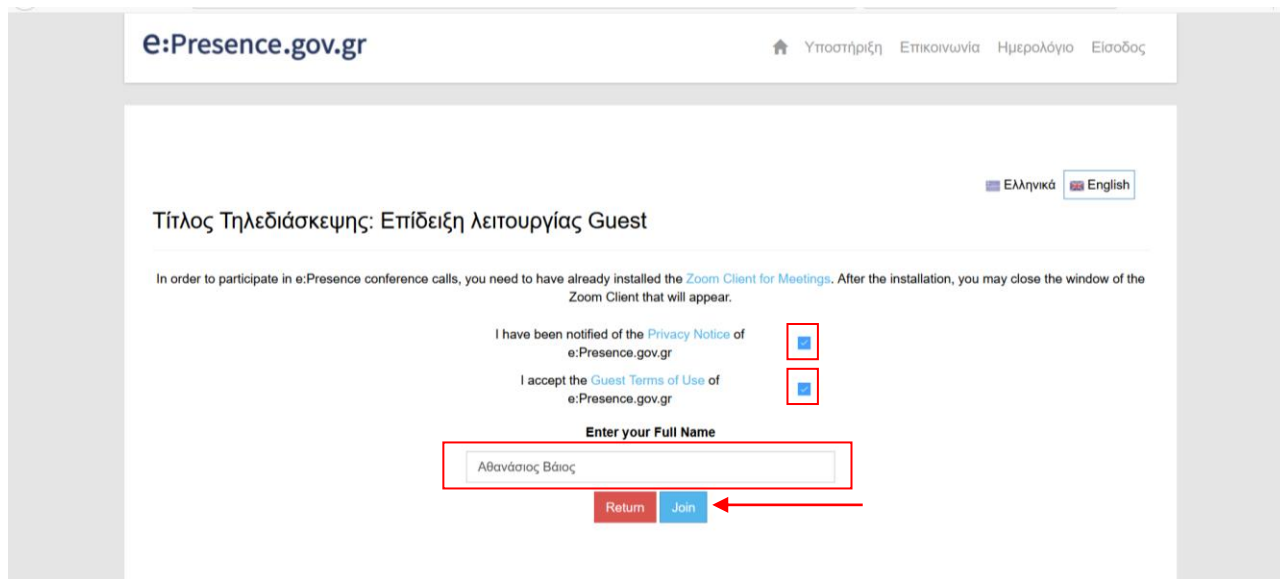 e:Presence.gov.gr
Υποστήριξη Επικοινωνία Ημερολόγιο Είσοδος
Ελληνικά English
Τίτλος Τηλεδιάσκεψης: Επίδειξη λειτουργίας Guest
In order to participate in e:Presence conference calls, you need to have already installed the Zoom Client for Meetings. After the installation, you may close the window of the
Zoom Client that will appear.
I have been notified of the Privacy Notice of
e:Presence.gov.gr
I accept the Guest Terms of Use of
e:Presence.gov.gr
Enter your Full Name
Αθανάσιος Βάιος
Return Join